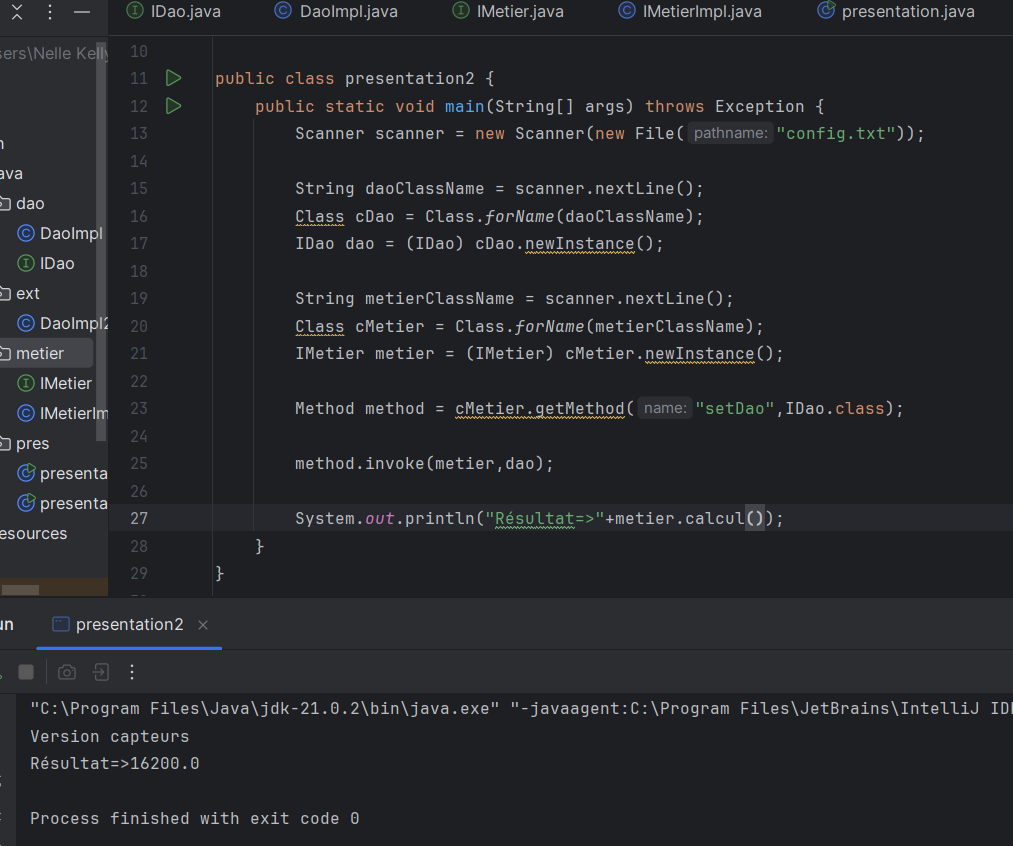 IDao.java DaoImpl.java IMetier.java IMetierImpl.java presentation.java
ers\Nelle Kelly
ava
dao
DaoImpl
IDao
ext
DaoImpl2
metier
IMetier
IMetierIm
pres
presenta
presenta
esources
10
11 public class presentation2 {
12 public static void main(String[] args) throws Exception {
13 Scanner scanner = new Scanner(new File( pathname: "config.txt"));
14
15 String daoClassName = scanner.nextLine();
16 Class cDao = Class.forName(daoClassName);
17 IDao dao = (IDao) cDao.newInstance();
18
19 String metierClassName = scanner.nextLine();
20 Class cMetier = Class.forName(metierClassName);
21 IMetier metier = (IMetier) cMetier.newInstance();
22
23 Method method = cMetier.getMethod( name: "setDao",IDao.class);
24
25 method.invoke(metier,dao);
26
27 System.out.println("Résultat=>"+metier.calcul());
28 }
29 }
un presentation2
"C:\Program Files\Java\jdk-21.0.2\bin\java.exe" "-javaagent:C:\Program Files\JetBrains\IntelliJ IDE
Version capteurs
Résultat=>16200.0
Process finished with exit code 0